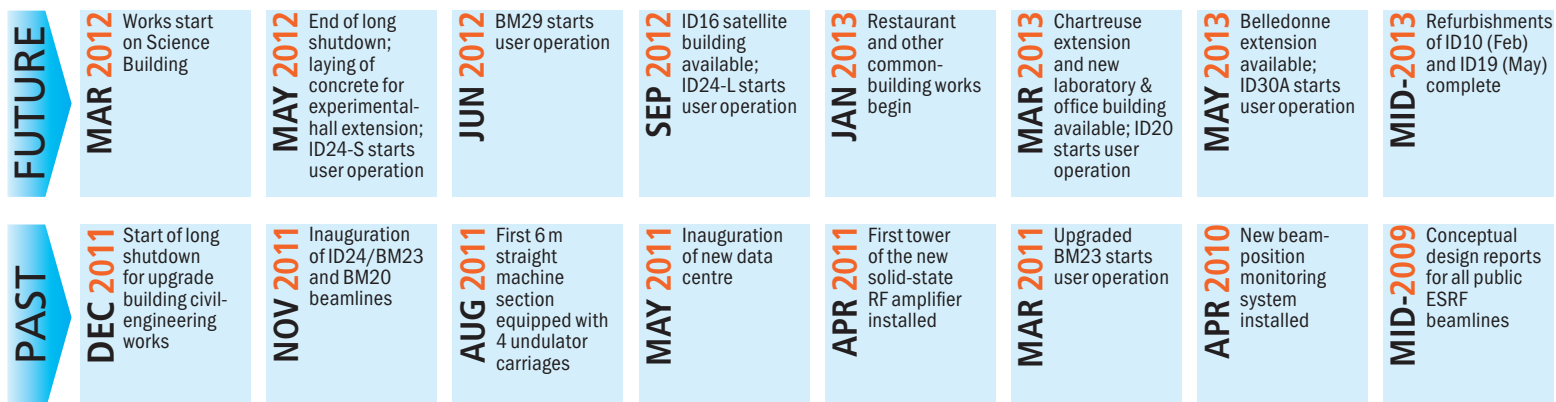 FUTURE
MAR 2012
Works start
on Science
Building
MAY 2012
End of long
shutdown;
laying of
concrete for
experimental-
hall extension;
ID24-S starts
user operation
JUN 2012
BM29 starts
user operation
SEP 2012
ID16 satellite
building
available;
ID24-L starts
user operation
JAN 2013
Restaurant
and other
common-
building works
begin
MAR 2013
Chartreuse
extension
and new
laboratory &
office building
available; ID20
starts user
operation
MAY 2013
Belledonne
extension
available;
ID30A starts
user operation
MID-2013
Refurbishments
of ID10 (Feb)
and ID19 (May)
complete
PAST
DEC 2011
Start of long
shutdown
for upgrade
building civil-
engineering
works
NOV 2011
Inauguration
of ID24/BM23
and BM20
beamlines
AUG 2011
First 6 m
straight
machine
section
equipped with
4 undulator
carriages
MAY 2011
Inauguration
of new data
centre
APR 2011
First tower
of the new
solid-state
RF amplifier
installed
MAR 2011
Upgraded
BM23 starts
user operation
APR 2010
New beam-
position
monitoring
system
installed
MID-2009
Conceptual
design reports
for all public
ESRF
beamlines